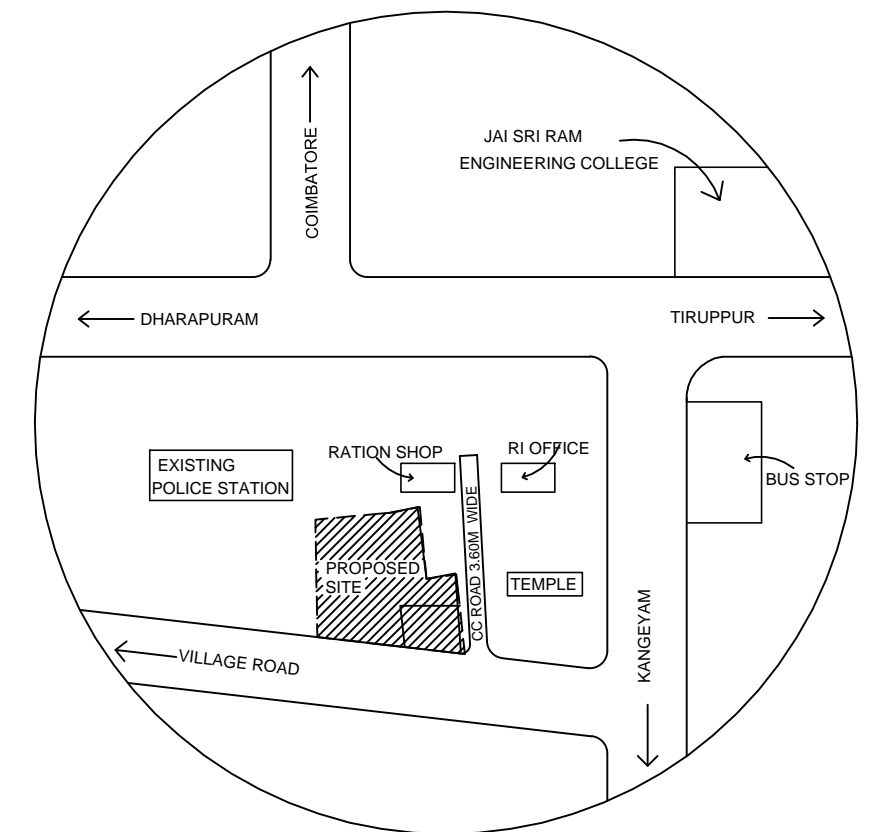 COIMBATORE
JAI SRI RAM
ENGINEERING COLLEGE
DHARAPURAM
TIRUPPUR
RATION SHOP
RI OFFICE
EXISTING
POLICE STATION
BUS STOP
CC ROAD 3.60M WIDE
PROPOSED
SITE
TEMPLE
KANGEYAM
VILLAGE ROAD